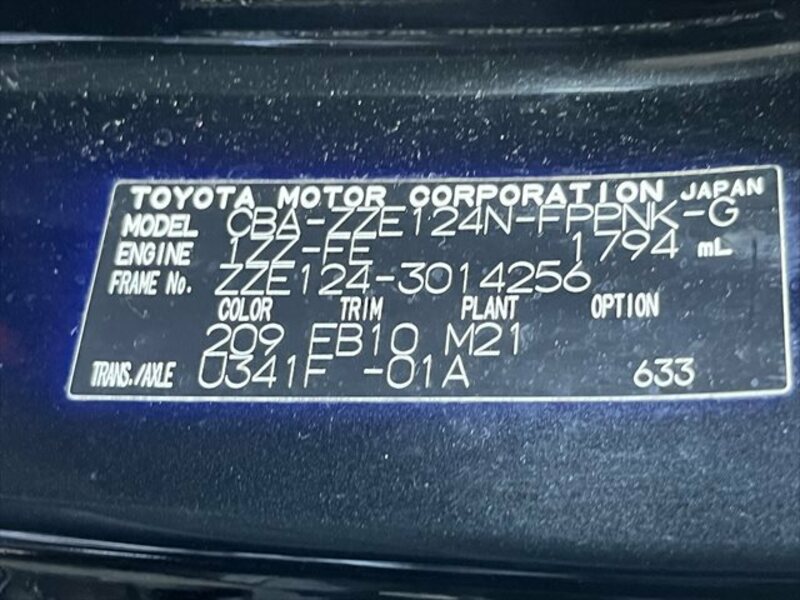 TOYOTA MOTOR CORPORATION JAPAN
MODEL CBA-ZZE124N-FPPNK-G
ENGINE 1ZZ-FE 1794 mL
FRAME No. ZZE124-3014256
COLOR TRIM PLANT OPTION
209 EB10 M21
TRANS./AXLE U341F -01A 633